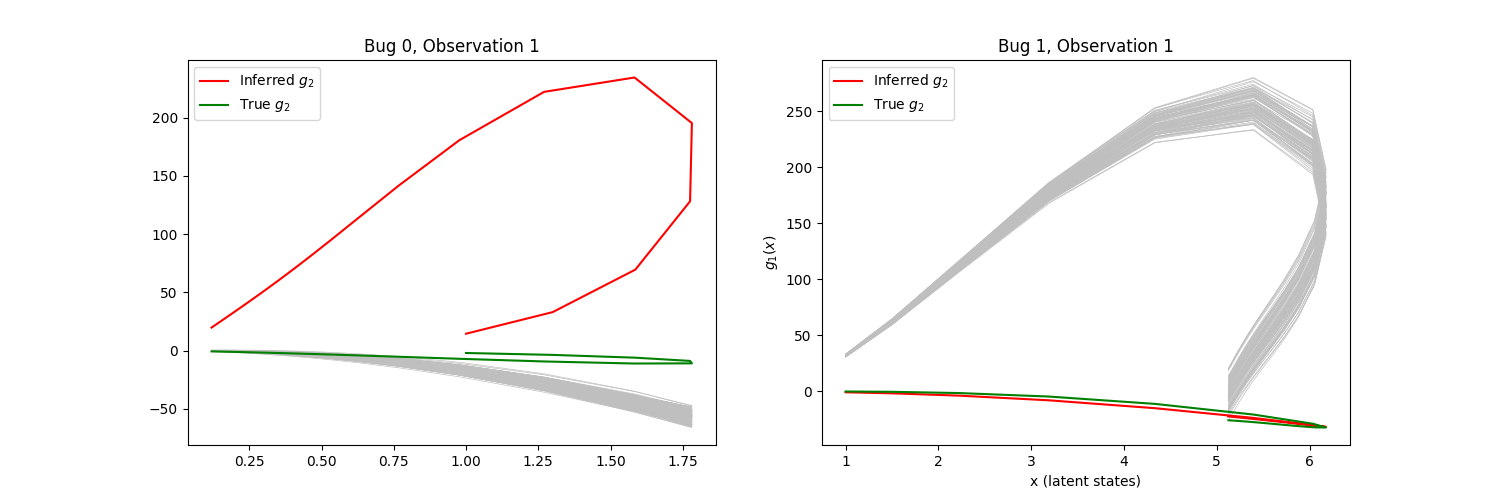 Bug 0, Observation 1
Inferred g₂
True g₂
200
150
100
50
0
−50
0.25 0.50 0.75 1.00 1.25 1.50 1.75
Bug 1, Observation 1
Inferred g₂
True g₂
g₁(x)
250
200
150
100
50
0
1 2 3 4 5 6
x (latent states)